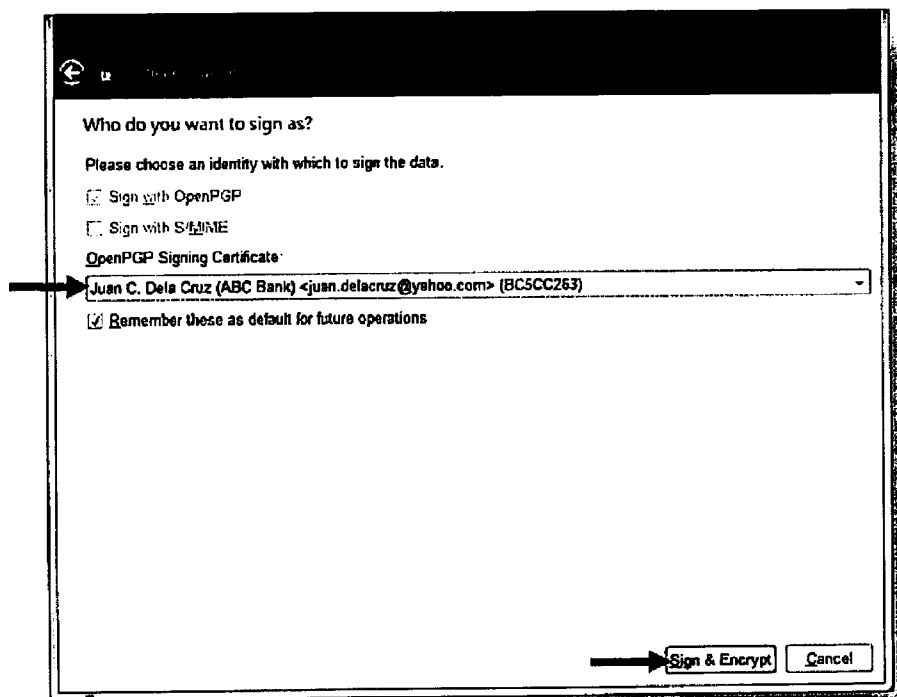 Who do you want to sign as?
Please choose an identity with which to sign the data.
Sign with OpenPGP
Sign with S/MIME
OpenPGP Signing Certificate:
Juan C. Dela Cruz (ABC Bank) <juan.delacruz@yahoo.com> (BC5CC263)
Remember these as default for future operations
Sign & Encrypt
Cancel